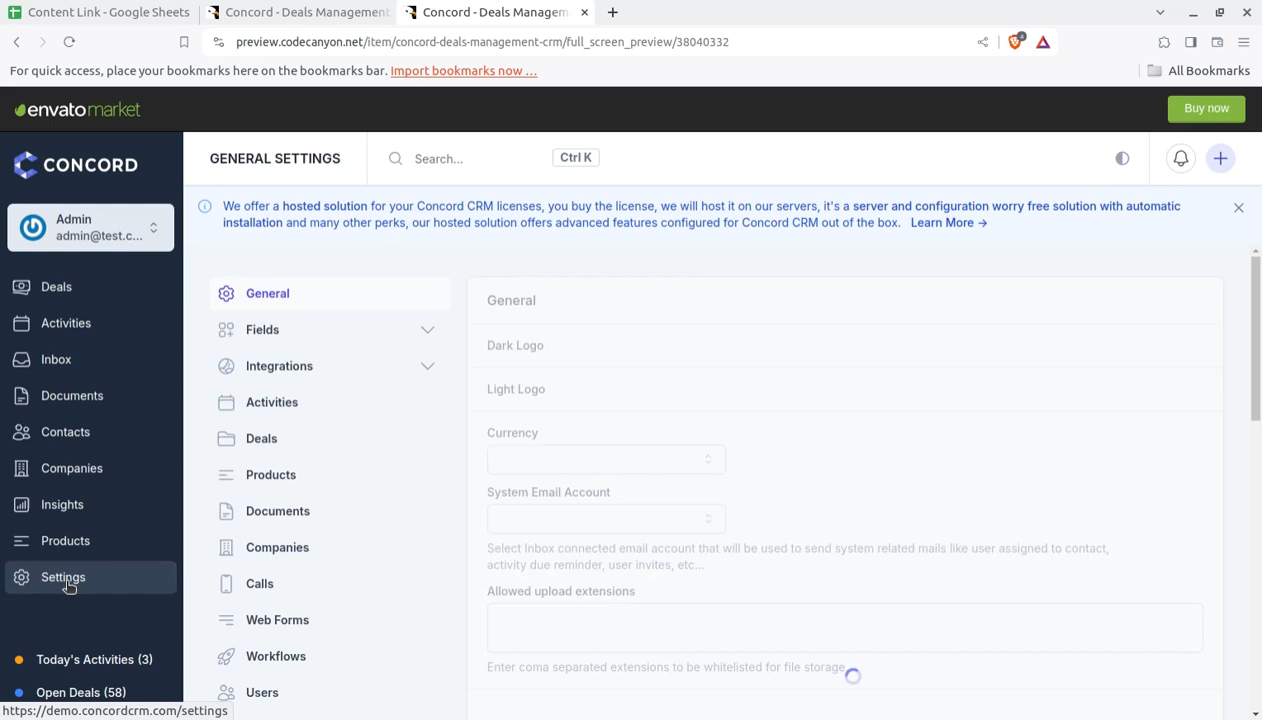 Content Link - Google Sheets
Concord - Deals Management
Concord - Deals Managem
preview.codecanyon.net/item/concord-deals-management-crm/full_screen_preview/38040332
4
For quick access, place your bookmarks here on the bookmarks bar. Import bookmarks now ...
All Bookmarks
envatomarket
Buy now
CONCORD
GENERAL SETTINGS
Search...
Ctrl K
Admin
admin@test.c...
We offer a hosted solution for your Concord CRM licenses, you buy the license, we will host it on our servers, it's a server and configuration worry free solution with automatic
installation and many other perks, our hosted solution offers advanced features configured for Concord CRM out of the box. Learn More →
Deals
Activities
Inbox
Documents
Contacts
Companies
Insights
Products
Settings
Today's Activities (3)
Open Deals (58)
https://demo.concordcrm.com/settings
General
Fields
Integrations
Activities
Deals
Products
Documents
Companies
Calls
Web Forms
Workflows
Users
General
Dark Logo
Light Logo
Currency
System Email Account
Select Inbox connected email account that will be used to send system related mails like user assigned to contact,
activity due reminder, user invites, etc...
Allowed upload extensions
Enter coma separated extensions to be whitelisted for file storage.